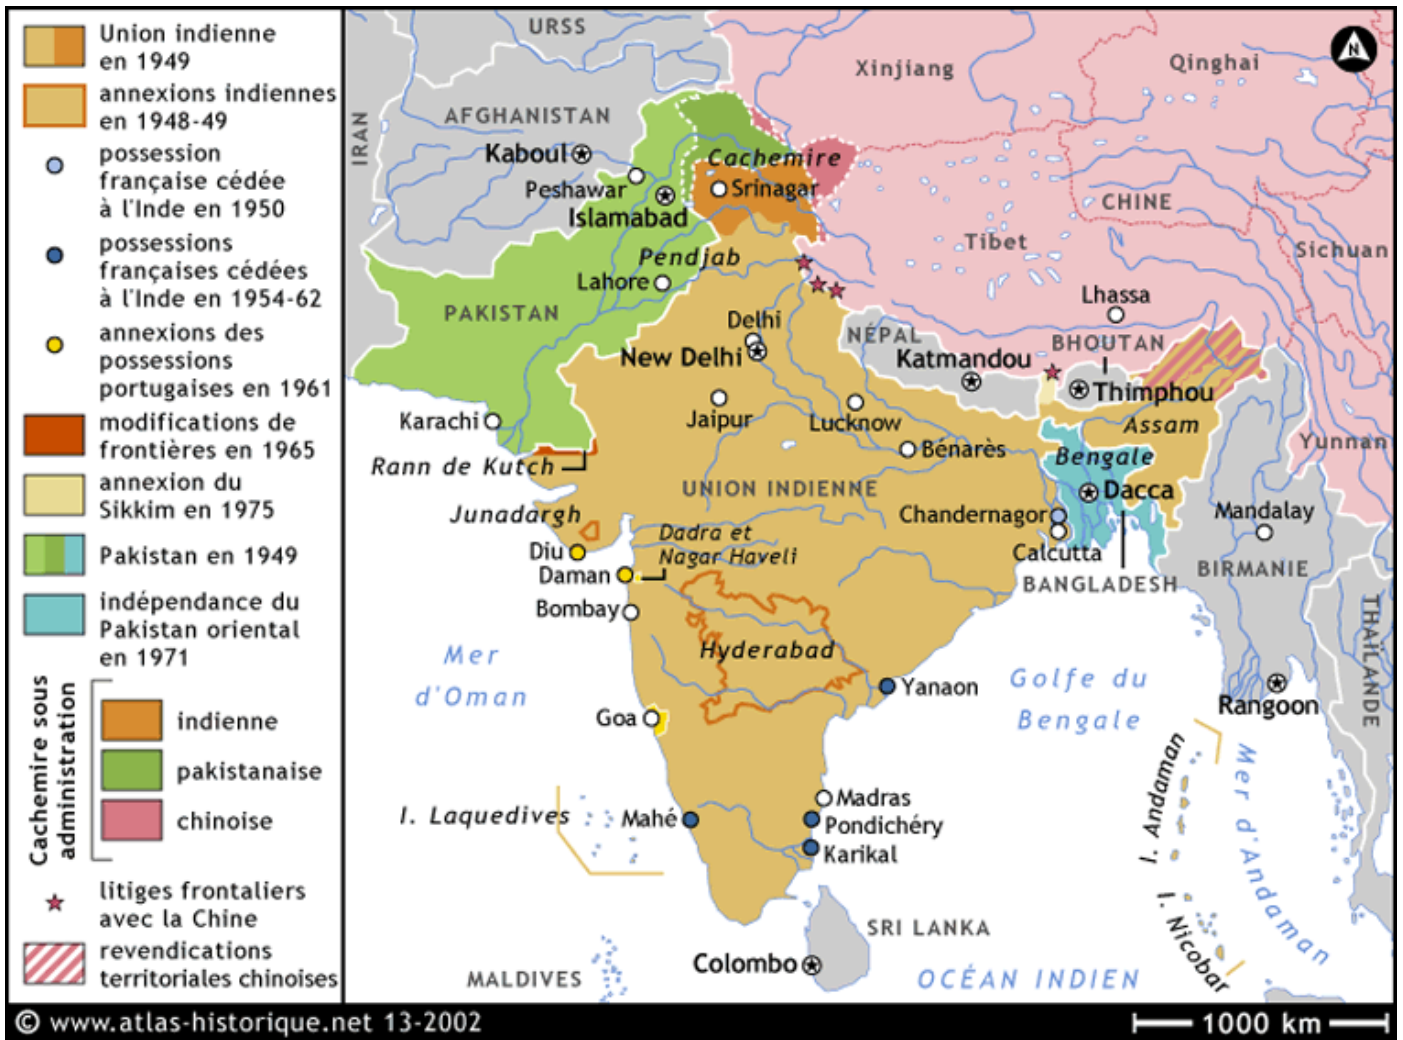 Union indienne
en 1949
annexions indiennes
en 1948-49
possession
française cédée
à l'Inde en 1950
possessions
françaises cédées
à l'Inde en 1954-62
annexions des
possessions
portugaises en 1961
modifications de
frontières en 1965
annexion du
Sikkim en 1975
Pakistan en 1949
indépendance du
Pakistan oriental
en 1971
Cachemire sous
administration
indienne
pakistanaise
chinoise
litiges frontaliers
avec la Chine
revendications
territoriales chinoises
URSS
N
Xinjiang
Qinghai
IRAN
AFGHANISTAN
Kaboul
Cachemire
Peshawar
Srinagar
Islamabad
CHINE
Tibet
Sichuan
Pendjab
Lahore
PAKISTAN
Lhassa
Delhi
NÉPAL
BHOUTAN
New Delhi
Katmandou
Thimphou
Karachi
Jaipur
Lucknow
Assam
Yunnan
Bénarès
Bengale
Rann de Kutch
UNION INDIENNE
Dacca
Junadargh
Chandernagor
Mandalay
Dadra et
Nagar Haveli
Diu
Calcutta
Daman
BANGLADESH
BIRMANIE
Bombay
THAÏLANDE
Mer
d'Oman
Hyderabad
Yanaon
Golfe du
Bengale
Rangoon
Goa
I. Laquedives
Mahé
Madras
Pondichéry
Karikal
I. Andaman
Mer d'Andaman
I. Nicobar
SRI LANKA
Colombo
MALDIVES
OCÉAN INDIEN
© www.atlas-historique.net 13-2002
1000 km